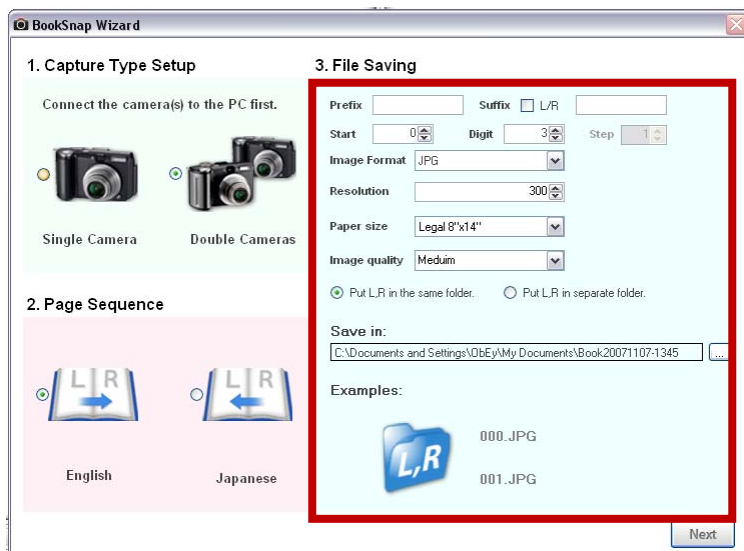 BookSnap Wizard
1. Capture Type Setup
Connect the camera(s) to the PC first.
Single Camera
Double Cameras
2. Page Sequence
L R
L R
English
Japanese
3. File Saving
Prefix Suffix L/R
Start 0 Digit 3 Step 1
Image Format JPG
Resolution 300
Paper size Legal 8"x14"
Image quality Meduim
Put L,R in the same folder. Put L,R in separate folder.
Save in:
C:\Documents and Settings\ObEy\My Documents\Book20071107-1345 ...
Examples:
L,R
000.JPG
001.JPG
Next